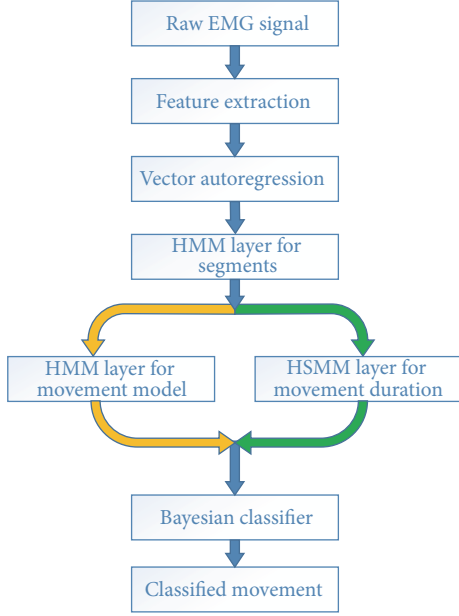 Raw EMG signal
Feature extraction
Vector autoregression
HMM layer for
segments
HMM layer for
movement model
HSMM layer for
movement duration
Bayesian classifier
Classified movement